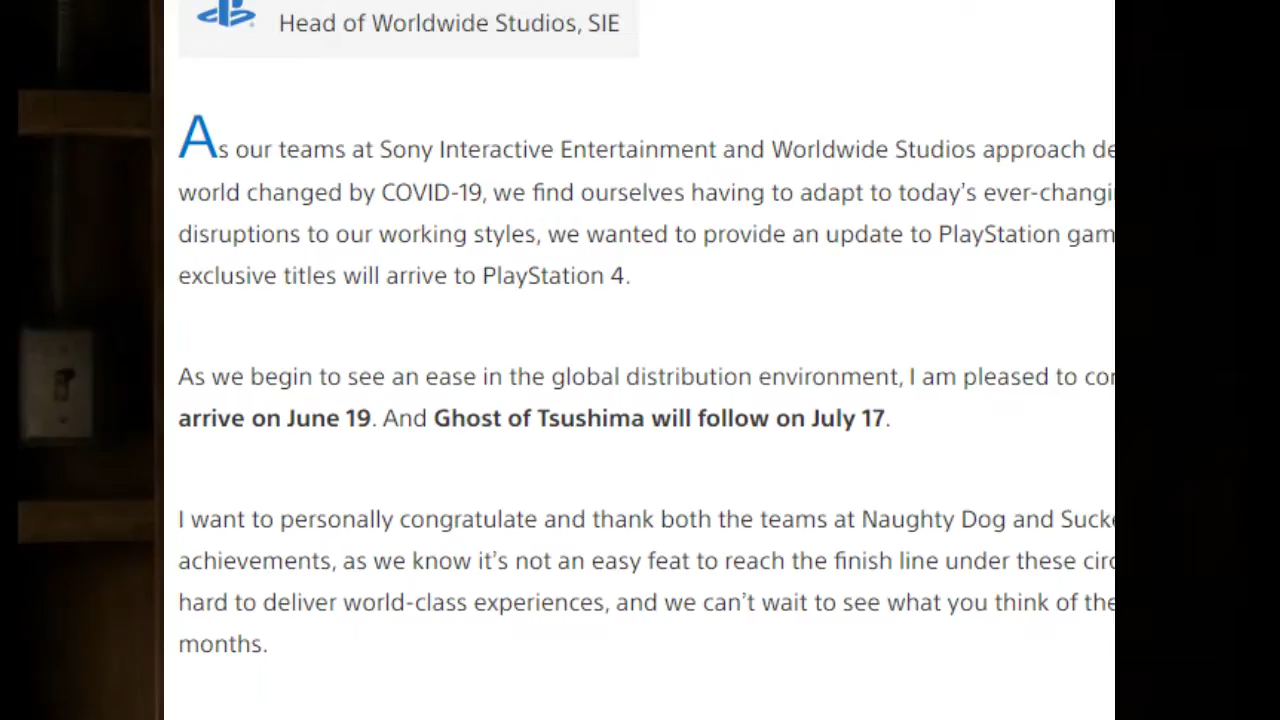 Head of Worldwide Studios, SIE
As our teams at Sony Interactive Entertainment and Worldwide Studios approach de
world changed by COVID-19, we find ourselves having to adapt to today's ever-changi
disruptions to our working styles, we wanted to provide an update to PlayStation gam
exclusive titles will arrive to PlayStation 4.
As we begin to see an ease in the global distribution environment, I am pleased to co
arrive on June 19. And Ghost of Tsushima will follow on July 17.
I want to personally congratulate and thank both the teams at Naughty Dog and Sucke
achievements, as we know it's not an easy feat to reach the finish line under these circ
hard to deliver world-class experiences, and we can't wait to see what you think of the
months.